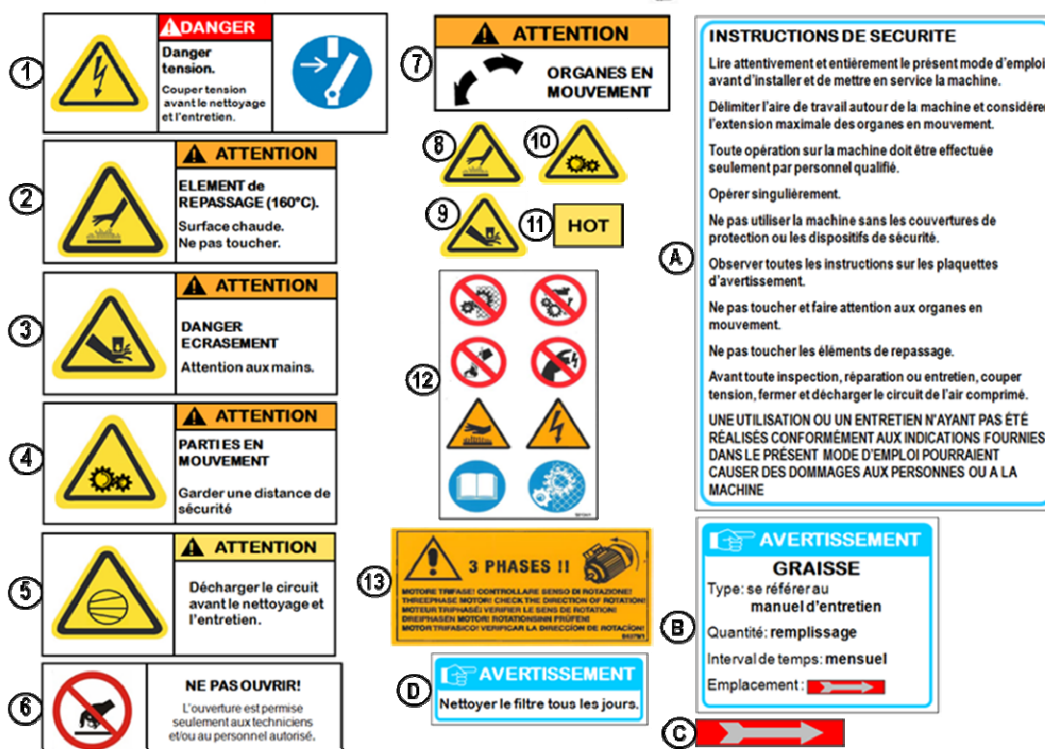 1
DANGER
Danger
tension.
Couper tension
avant le nettoyage
et l'entretien.
2
ATTENTION
ELEMENT de
REPASSAGE (160°C).
Surface chaude.
Ne pas toucher.
3
ATTENTION
DANGER
ECRASEMENT
Attention aux mains.
4
ATTENTION
PARTIES EN
MOUVEMENT
Garder une distance de
sécurité
5
ATTENTION
Décharger le circuit
avant le nettoyage et
l'entretien.
6
NE PAS OUVRIR!
L'ouverture est permise
seulement aux techniciens
et/ou au personnel autorisé.
7
ATTENTION
ORGANES EN
MOUVEMENT
8
10
9
11
HOT
12
13
3 PHASES !!
MOTORE TRIFASE! CONTROLLARE SENSO DI ROTAZIONE!
THREEPHASE MOTOR! CHECK THE DIRECTION OF ROTATION!
MOTEUR TRIPHASÉ! VERIFIER LE SENS DE ROTATION!
DREIPHASEN MOTOR! ROTATIONSINN PRÜFEN!
MOTOR TRIFASICO! VERIFICAR LA DIRECCIÓN DE ROTACIÓN!
D
AVERTISSEMENT
Nettoyer le filtre tous les jours.
A
INSTRUCTIONS DE SECURITE
Lire attentivement et entièrement le présent mode d'emploi
avant d'installer et de mettre en service la machine.
Délimiter l'aire de travail autour de la machine et considérer
l'extension maximale des organes en mouvement.
Toute opération sur la machine doit être effectuée
seulement par personnel qualifié.
Opérer singulièrement.
Ne pas utiliser la machine sans les couvertures de
protection ou les dispositifs de sécurité.
Observer toutes les instructions sur les plaquettes
d'avertissement.
Ne pas toucher et faire attention aux organes en
mouvement.
Ne pas toucher les éléments de repassage.
Avant toute inspection, réparation ou entretien, couper
tension, fermer et décharger le circuit de l'air comprimé.
UNE UTILISATION OU UN ENTRETIEN N'AYANT PAS ÉTÉ
RÉALISÉS CONFORMÉMENT AUX INDICATIONS FOURNIES
DANS LE PRÉSENT MODE D'EMPLOI POURRAIENT
CAUSER DES DOMMAGES AUX PERSONNES OU A LA
MACHINE
B
AVERTISSEMENT
GRAISSE
Type: se référer au
manuel d'entretien
Quantité: remplissage
Interval de temps: mensuel
Emplacement :
C